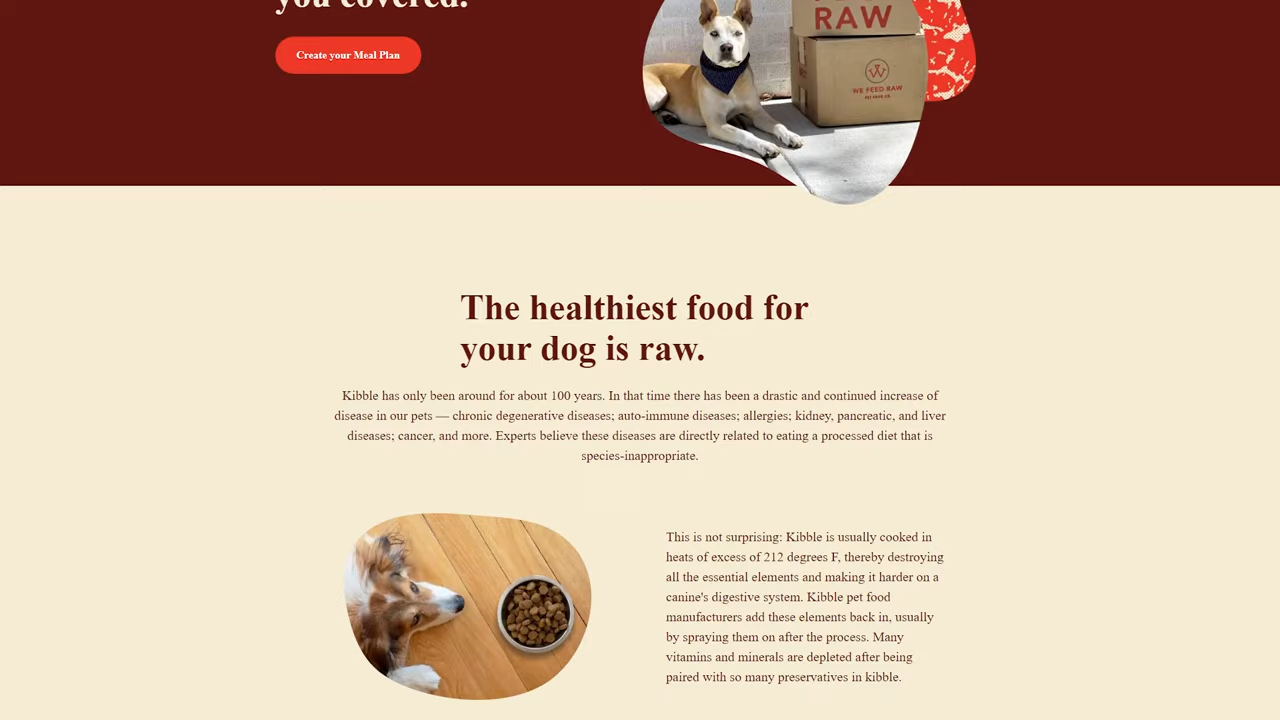 you covered.
Create your Meal Plan
RAW
WE FEED RAW
The healthiest food for
your dog is raw.
Kibble has only been around for about 100 years. In that time there has been a drastic and continued increase of
disease in our pets — chronic degenerative diseases; auto-immune diseases; allergies; kidney, pancreatic, and liver
diseases; cancer, and more. Experts believe these diseases are directly related to eating a processed diet that is
species-inappropriate.
This is not surprising: Kibble is usually cooked in
heats of excess of 212 degrees F, thereby destroying
all the essential elements and making it harder on a
canine's digestive system. Kibble pet food
manufacturers add these elements back in, usually
by spraying them on after the process. Many
vitamins and minerals are depleted after being
paired with so many preservatives in kibble.